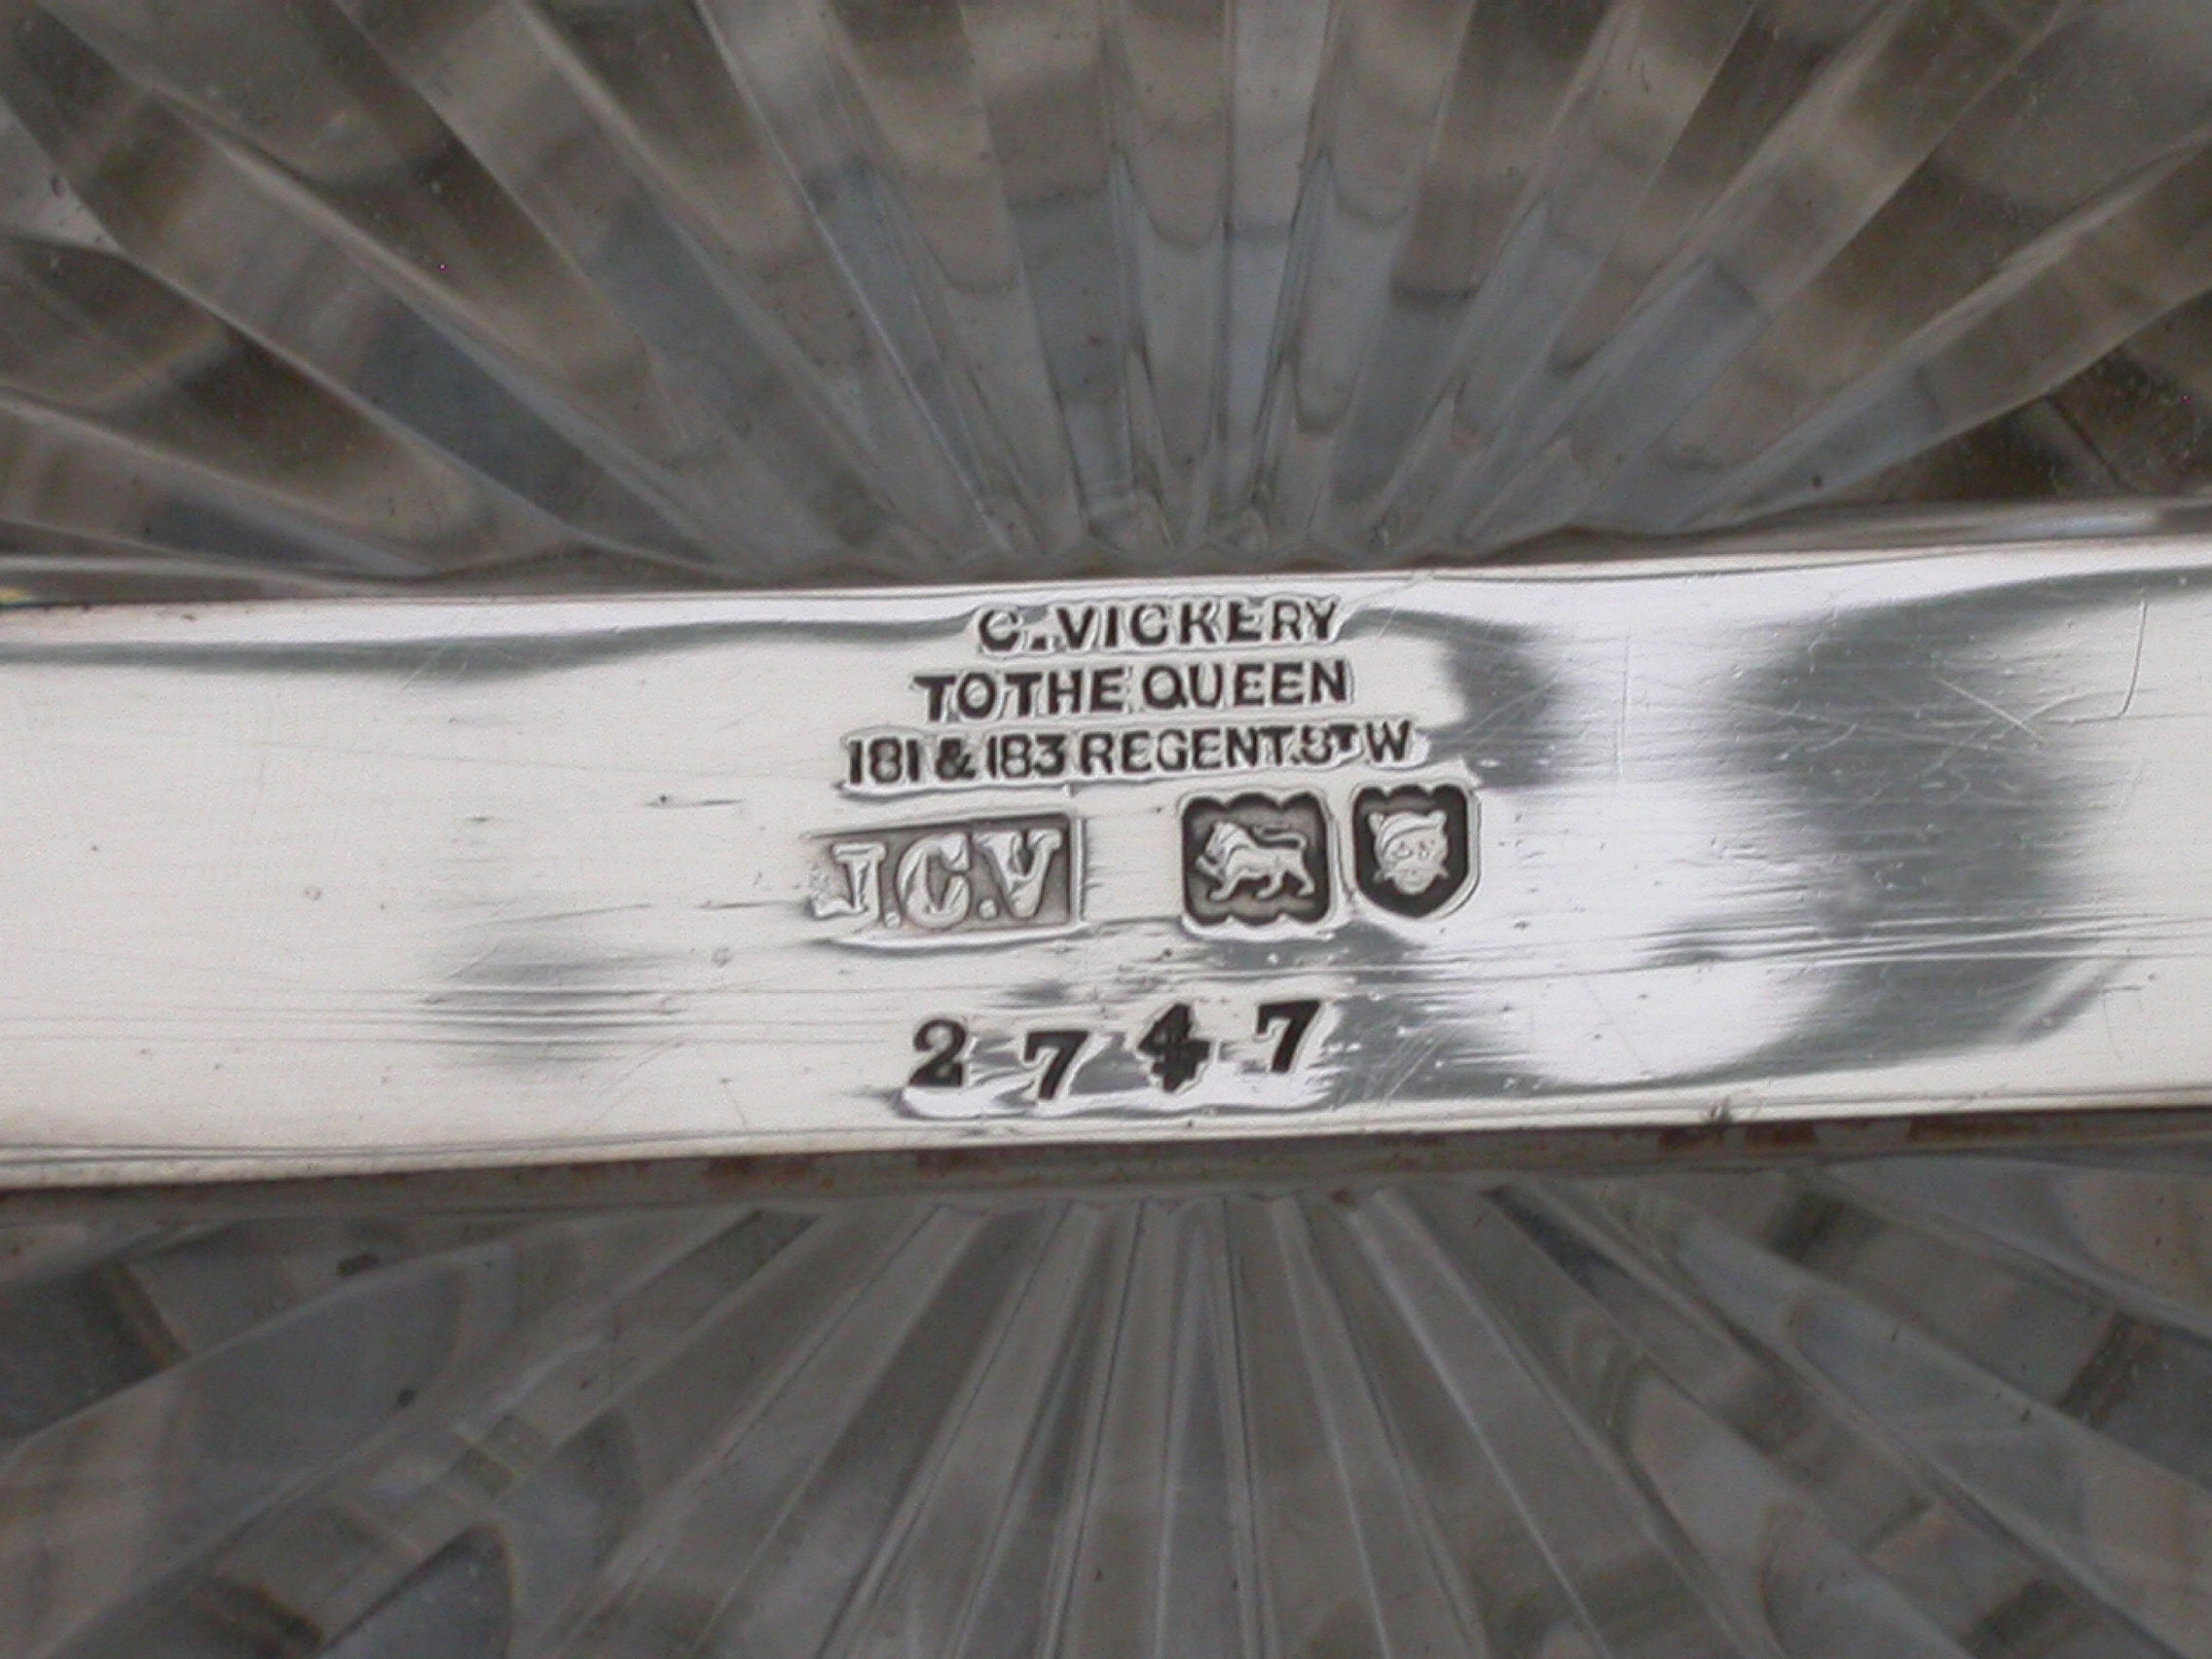 C. VICKERY
TO THE QUEEN
181 & 183 REGENT. ST W
J.C.V
2747